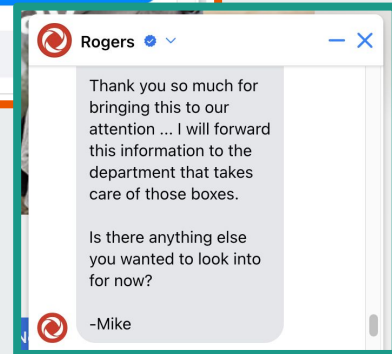 Rogers
Thank you so much for
bringing this to our
attention ... I will forward
this information to the
department that takes
care of those boxes.
Is there anything else
you wanted to look into
for now?
-Mike